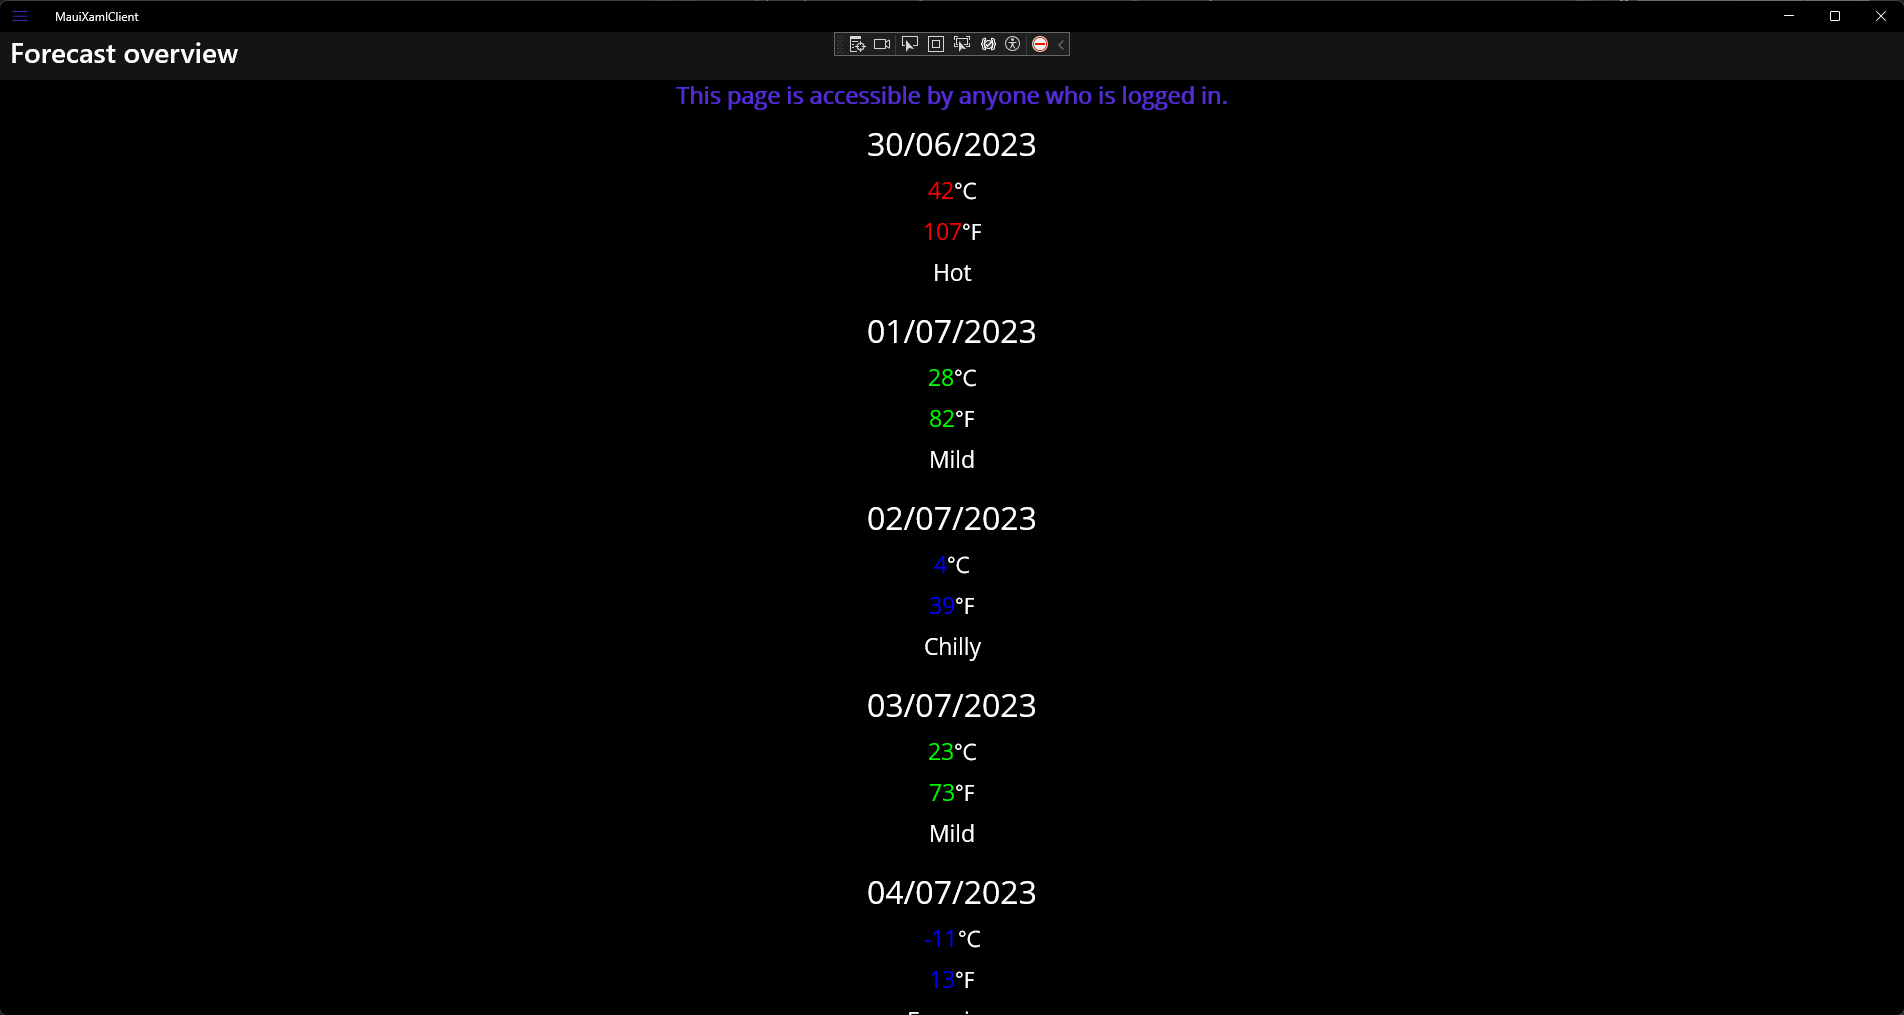 MauiXamlClient
Forecast overview
This page is accessible by anyone who is logged in.
30/06/2023
42°C
107°F
Hot
01/07/2023
28°C
82°F
Mild
02/07/2023
4°C
39°F
Chilly
03/07/2023
23°C
73°F
Mild
04/07/2023
-11°C
13°F